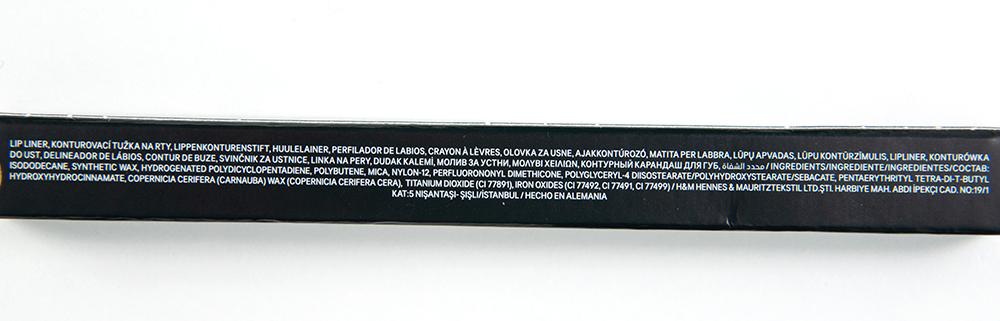 LIP LINER, KONTUROVACÍ TUŽKA NA RTY, LIPPENKONTURENSTIFT, HUULELAINER, PERFILADOR DE LABIOS, CRAYON À LÈVRES, OLOVKA ZA USNE, AJAKKONTÚROZÓ, MATITA PER LABBRA, LŪPŲ APVADAS, LŪPU KONTŪRZĪMULIS, LIPLINER, KONTURÓWKA
DO UST, DELINEADOR DE LÁBIOS, CONTUR DE BUZE, SVINČNIK ZA USTNICE, LINKA NA PERY, DUDAK KALEMİ, МОЛИВ ЗА УСТНИ, ΜΟΛΥΒΙ ΧΕΙΛΙΩΝ, КОНТУРНЫЙ КАРАНДАШ ДЛЯ ГУБ, محدد الشفاة / INGREDIENTS/INGREDIENTE/INGREDIENTES/СОСТАВ:
ISODODECANE, SYNTHETIC WAX, HYDROGENATED POLYDICYCLOPENTADIENE, POLYBUTENE, MICA, NYLON-12, PERFLUORONONYL DIMETHICONE, POLYGLYCERYL-4 DIISOSTEARATE/POLYHYDROXYSTEARATE/SEBACATE, PENTAERYTHRITYL TETRA-DI-T-BUTYL
HYDROXYHYDROCINNAMATE, COPERNICIA CERIFERA (CARNAUBA) WAX (COPERNICIA CERIFERA CERA), TITANIUM DIOXIDE (CI 77891), IRON OXIDES (CI 77492, CI 77491, CI 77499) / H&M HENNES & MAURITZTEKSTIL LTD.ŞTI. HARBIYE MAH. ABDI İPEKÇI CAD. NO:19/1
KAT:5 NIŞANTAŞI- ŞIŞLI/İSTANBUL / HECHO EN ALEMANIA